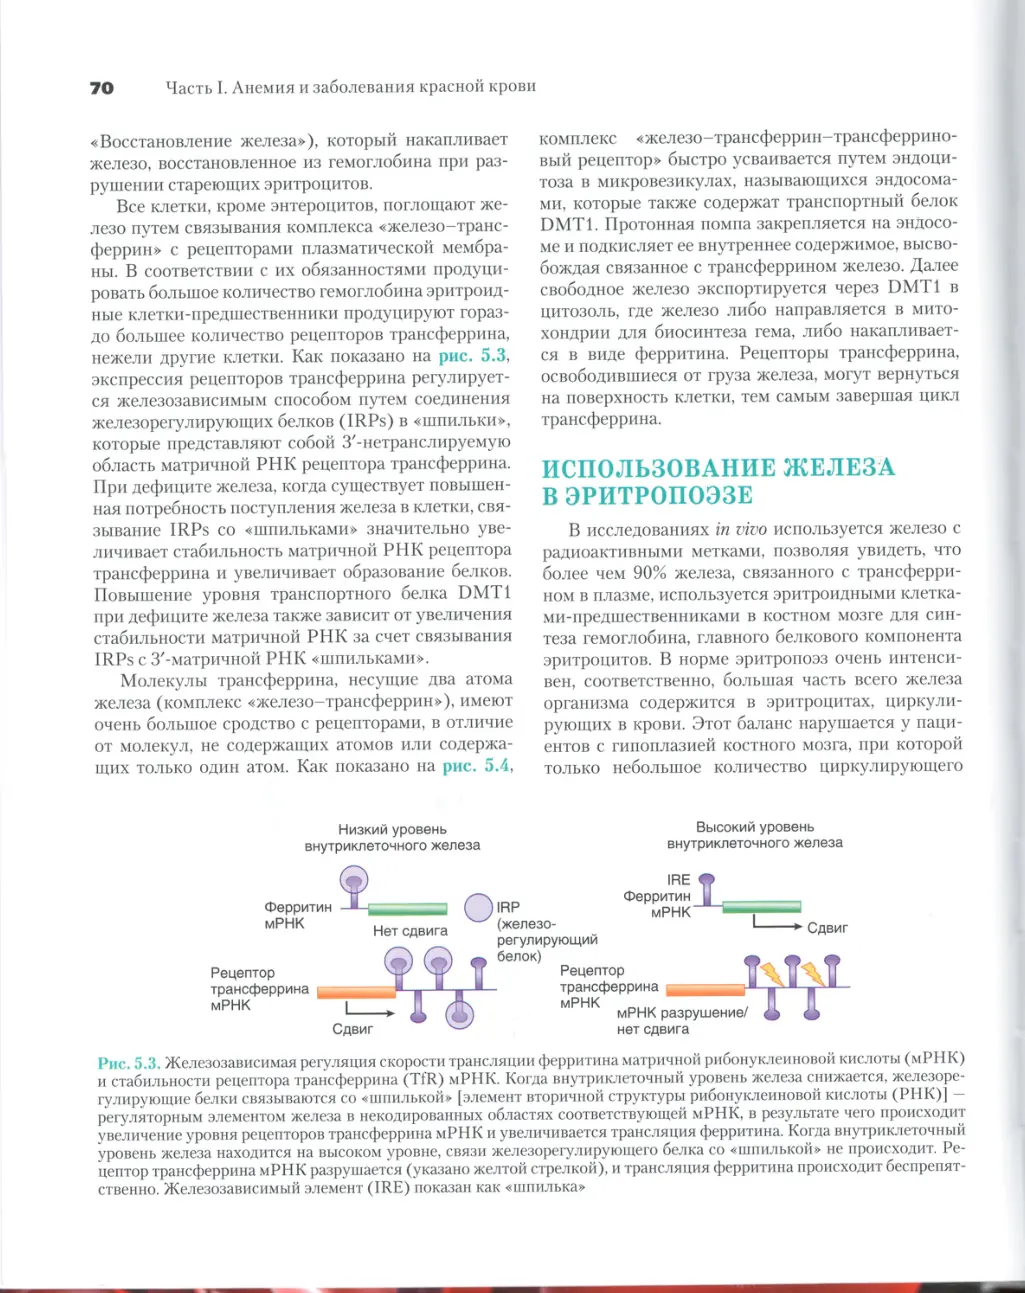 70 Часть I. Анемия и заболевания красной крови
«Восстановление железа»), который накапливает
железо, восстановленное из гемоглобина при раз-
рушении стареющих эритроцитов.
Все клетки, кроме энтероцитов, поглощают же-
лезо путем связывания комплекса «железо–транс-
феррин» с рецепторами плазматической мембра-
ны. В соответствии с их обязанностями продуци-
ровать большое количество гемоглобина эритроид-
ные клетки-предшественники продуцируют гораз-
до большее количество рецепторов трансферрина,
нежели другие клетки. Как показано на рис. 5.3,
экспрессия рецепторов трансферрина регулирует-
ся железозависимым способом путем соединения
железорегулирующих белков (IRPs) в «шпильки»,
которые представляют собой 3′-нетранслируемую
область матричной РНК рецептора трансферрина.
При дефиците железа, когда существует повышен-
ная потребность поступления железа в клетки, свя-
зывание IRPs со «шпильками» значительно уве-
личивает стабильность матричной РНК рецептора
трансферрина и увеличивает образование белков.
Повышение уровня транспортного белка DMT1
при дефиците железа также зависит от увеличения
стабильности матричной РНК за счет связывания
IRPs с 3′-матричной РНК «шпильками».
Молекулы трансферрина, несущие два атома
железа (комплекс «железо–трансферрин»), имеют
очень большое сродство с рецепторами, в отличие
от молекул, не содержащих атомов или содержа-
щих только один атом. Как показано на рис. 5.4,
комплекс «железо–трансферрин–трансферрино-
вый рецептор» быстро усваивается путем эндоци-
тоза в микровезикулах, называющихся эндосома-
ми, которые также содержат транспортный белок
DMT1. Протонная помпа закрепляется на эндосо-
ме и подкисляет ее внутреннее содержимое, высво-
бождая связанное с трансферрином железо. Далее
свободное железо экспортируется через DMT1 в
цитозоль, где железо либо направляется в мито-
хондрии для биосинтеза гема, либо накапливает-
ся в виде ферритина. Рецепторы трансферрина,
освободившиеся от груза железа, могут вернуться
на поверхность клетки, тем самым завершая цикл
трансферрина.
ИСПОЛЬЗОВАНИЕ ЖЕЛЕЗА
В ЭРИТРОПОЭЗЕ
В исследованиях in vivo используется железо с
радиоактивными метками, позволяя увидеть, что
более чем 90% железа, связанного с трансферри-
ном в плазме, используется эритроидными клетка-
ми-предшественниками в костном мозге для син-
теза гемоглобина, главного белкового компонента
эритроцитов. В норме эритропоэз очень интенси-
вен, соответственно, большая часть всего железа
организма содержится в эритроцитах, циркули-
рующих в крови. Этот баланс нарушается у паци-
ентов с гипоплазией костного мозга, при которой
только небольшое количество циркулирующего
Низкий уровень
внутриклеточного железа
Ферритин
мРНК
Нет сдвига
IRP
(железо-
регулирующий
белок)
Рецептор
трансферрина
мРНК
Сдвиг
Высокий уровень
внутриклеточного железа
IRE
Ферритин
мРНК
Сдвиг
Рецептор
трансферрина
мРНК
мРНК разрушение/
нет сдвига
Рис. 5.3. Железозависимая регуляция скорости трансляции ферритина матричной рибонуклеиновой кислоты (мРНК)
и стабильности рецептора трансферрина (TfR) мРНК. Когда внутриклеточный уровень железа снижается, железоре-
гулирующие белки связываются со «шпилькой» [элемент вторичной структуры рибонуклеиновой кислоты (РНК)] —
регуляторным элементом железа в некодированных областях соответствующей мРНК, в результате чего происходит
увеличение уровня рецепторов трансферрина мРНК и увеличивается трансляция ферритина. Когда внутриклеточный
уровень железа находится на высоком уровне, связи железорегулирующего белка со «шпилькой» не происходит. Ре-
цептор трансферрина мРНК разрушается (указано желтой стрелкой), и трансляция ферритина происходит беспрепят-
ственно. Железозависимый элемент (IRE) показан как «шпилька»